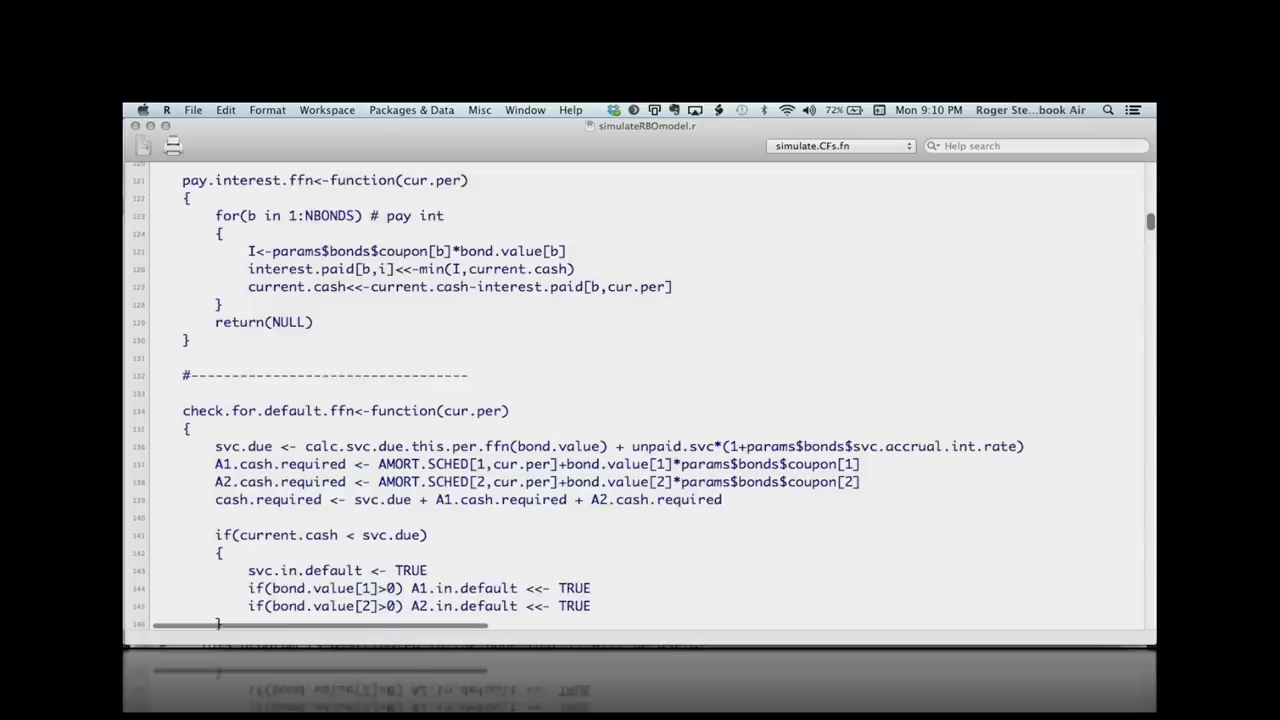 R File Edit Format Workspace Packages & Data Misc Window Help 72% Mon 9:10 PM Roger Ste...book Air
simulateRBOmodel.r
simulate.CFs.fn Help search
120
121 pay.interest.ffn<-function(cur.per)
122 {
123 for(b in 1:NBONDS) # pay int
124 {
125 I<-params$bonds$coupon[b]*bond.value[b]
126 interest.paid[b,i]<<-min(I,current.cash)
127 current.cash<<-current.cash-interest.paid[b,cur.per]
128 }
129 return(NULL)
130 }
131
132 #----------------------------------
133
134 check.for.default.ffn<-function(cur.per)
135 {
136 svc.due <- calc.svc.due.this.per.ffn(bond.value) + unpaid.svc*(1+params$bonds$svc.accrual.int.rate)
137 A1.cash.required <- AMORT.SCHED[1,cur.per]+bond.value[1]*params$bonds$coupon[1]
138 A2.cash.required <- AMORT.SCHED[2,cur.per]+bond.value[2]*params$bonds$coupon[2]
139 cash.required <- svc.due + A1.cash.required + A2.cash.required
140
141 if(current.cash < svc.due)
142 {
143 svc.in.default <- TRUE
144 if(bond.value[1]>0) A1.in.default <<- TRUE
145 if(bond.value[2]>0) A2.in.default <<- TRUE
146 }